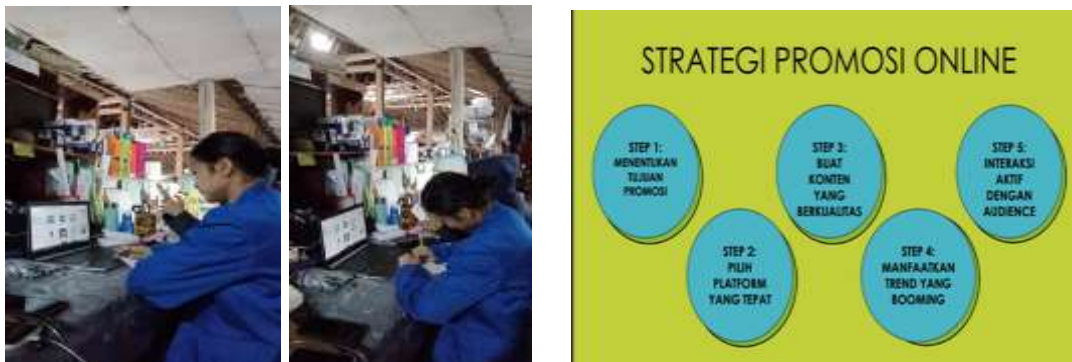 STRATEGI PROMOSI ONLINE
STEP 1:
MENENTUKAN
TUJUAN
PROMOSI
STEP 2:
PILIH
PLATFORM
YANG TEPAT
STEP 3:
BUAT
KONTEN
YANG
BERKUALITAS
STEP 4:
MANFAATKAN
TREND YANG
BOOMING
STEP 5:
INTERAKSI
AKTIF
DENGAN
AUDIENCE